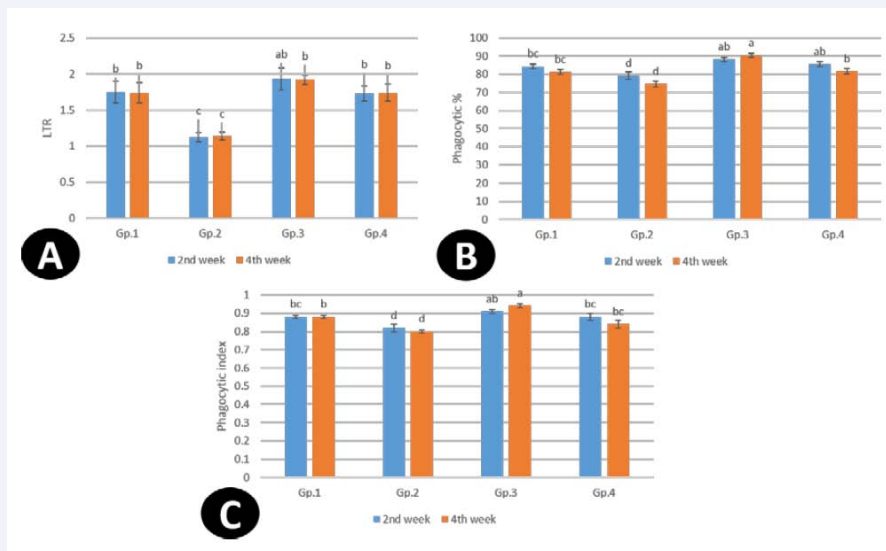 2.5
2
1.5
1
0.5
0
LTR
b b c c ab b b b
Gp.1 Gp.2 Gp.3 Gp.4
2nd week 4th week
A
100
90
80
70
60
50
40
30
20
10
0
Phagocytic %
bc bc d d ab a ab b
Gp.1 Gp.2 Gp.3 Gp.4
2nd week 4th week
B
1
0.9
0.8
0.7
0.6
0.5
0.4
0.3
0.2
0.1
0
Phagocytic index
bc b d d ab a bc bc
Gp.1 Gp.2 Gp.3 Gp.4
2nd week 4th week
C